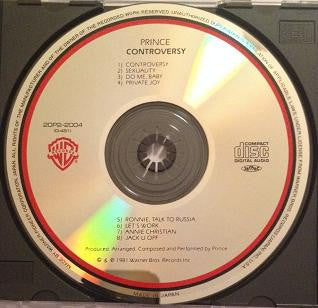 PRINCE
CONTROVERSY
1) CONTROVERSY
2) SEXUALITY
3) DO ME, BABY
4) PRIVATE JOY
20P2-2004
(D:451)
COMPACT
disc
DIGITAL AUDIO
5) RONNIE, TALK TO RUSSIA
6) LET'S WORK
7) ANNIE CHRISTIAN
8) JACK U OFF
Produced, Arranged, Composed and Performed by Prince
© & ℗ 1981 Warner Bros. Records Inc.
MADE IN JAPAN